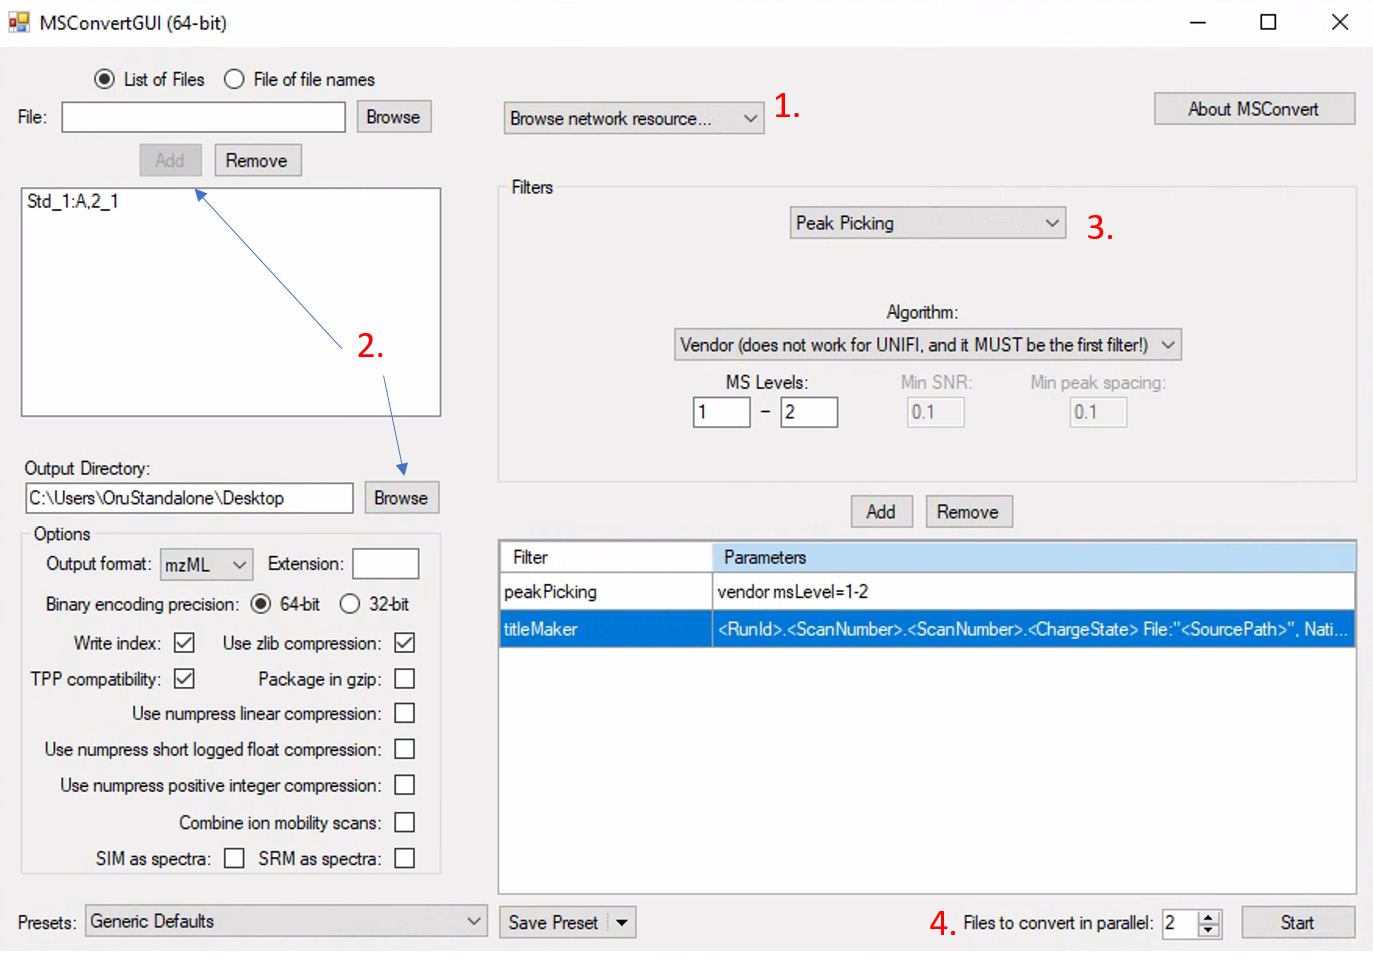 MSConvertGUI (64-bit)
List of Files File of file names
File: Browse
Add Remove
Std_1:A,2_1
2.
Output Directory:
C:\Users\OruStandalone\Desktop Browse
Options
Output format: mzML Extension:
Binary encoding precision: 64-bit 32-bit
Write index: Use zlib compression:
TPP compatibility: Package in gzip:
Use numpress linear compression:
Use numpress short logged float compression:
Use numpress positive integer compression:
Combine ion mobility scans:
SIM as spectra: SRM as spectra:
Presets: Generic Defaults Save Preset
Browse network resource... 1.
About MSConvert
Filters
Peak Picking 3.
Algorithm:
Vendor (does not work for UNIFI, and it MUST be the first filter!)
MS Levels: Min SNR: Min peak spacing:
1 - 2 0.1 0.1
Add Remove
Filter Parameters
peakPicking vendor msLevel=1-2
titleMaker <RunId>.<ScanNumber>.<ScanNumber>.<ChargeState> File:"<SourcePath>", Nati...
4. Files to convert in parallel: 2 Start